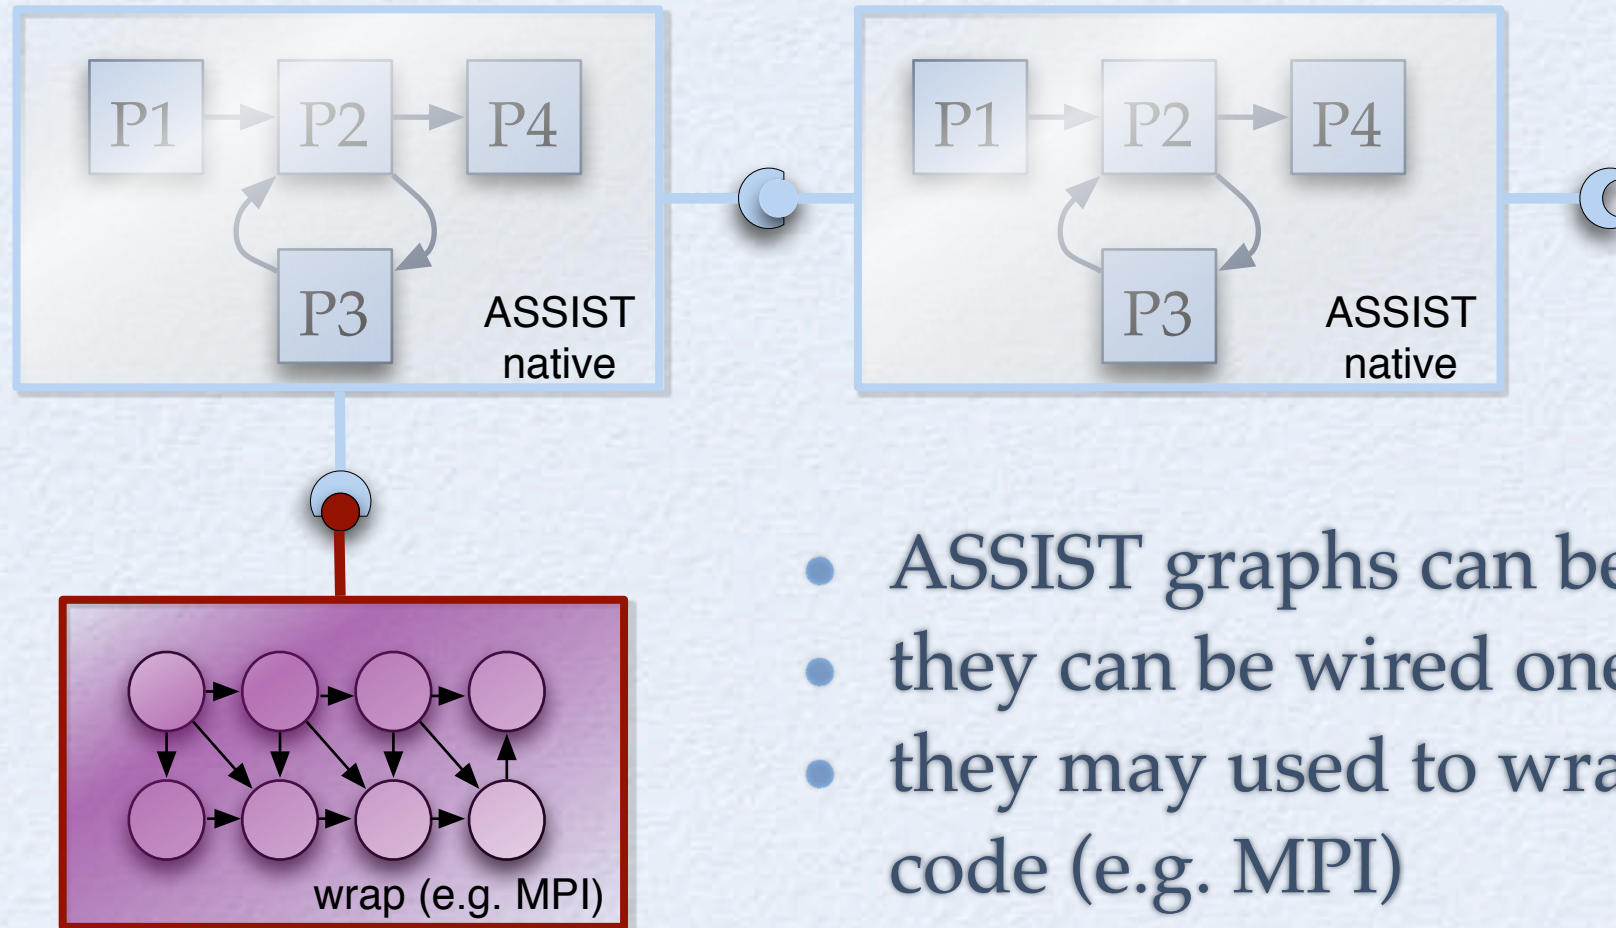 P1 P2 P4
P3
ASSIST
native
P1 P2 P4
P3
ASSIST
native
wrap (e.g. MPI)
ASSIST graphs can be
they can be wired one
they may used to wra
code (e.g. MPI)